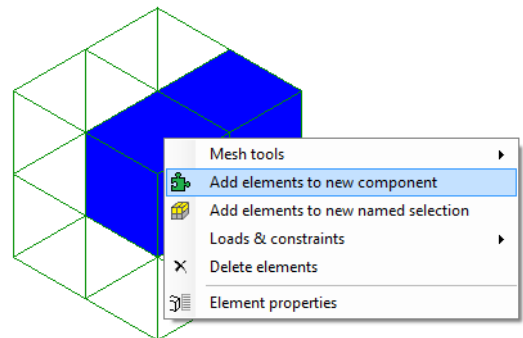 Mesh tools
Add elements to new component
Add elements to new named selection
Loads & constraints
Delete elements
Element properties